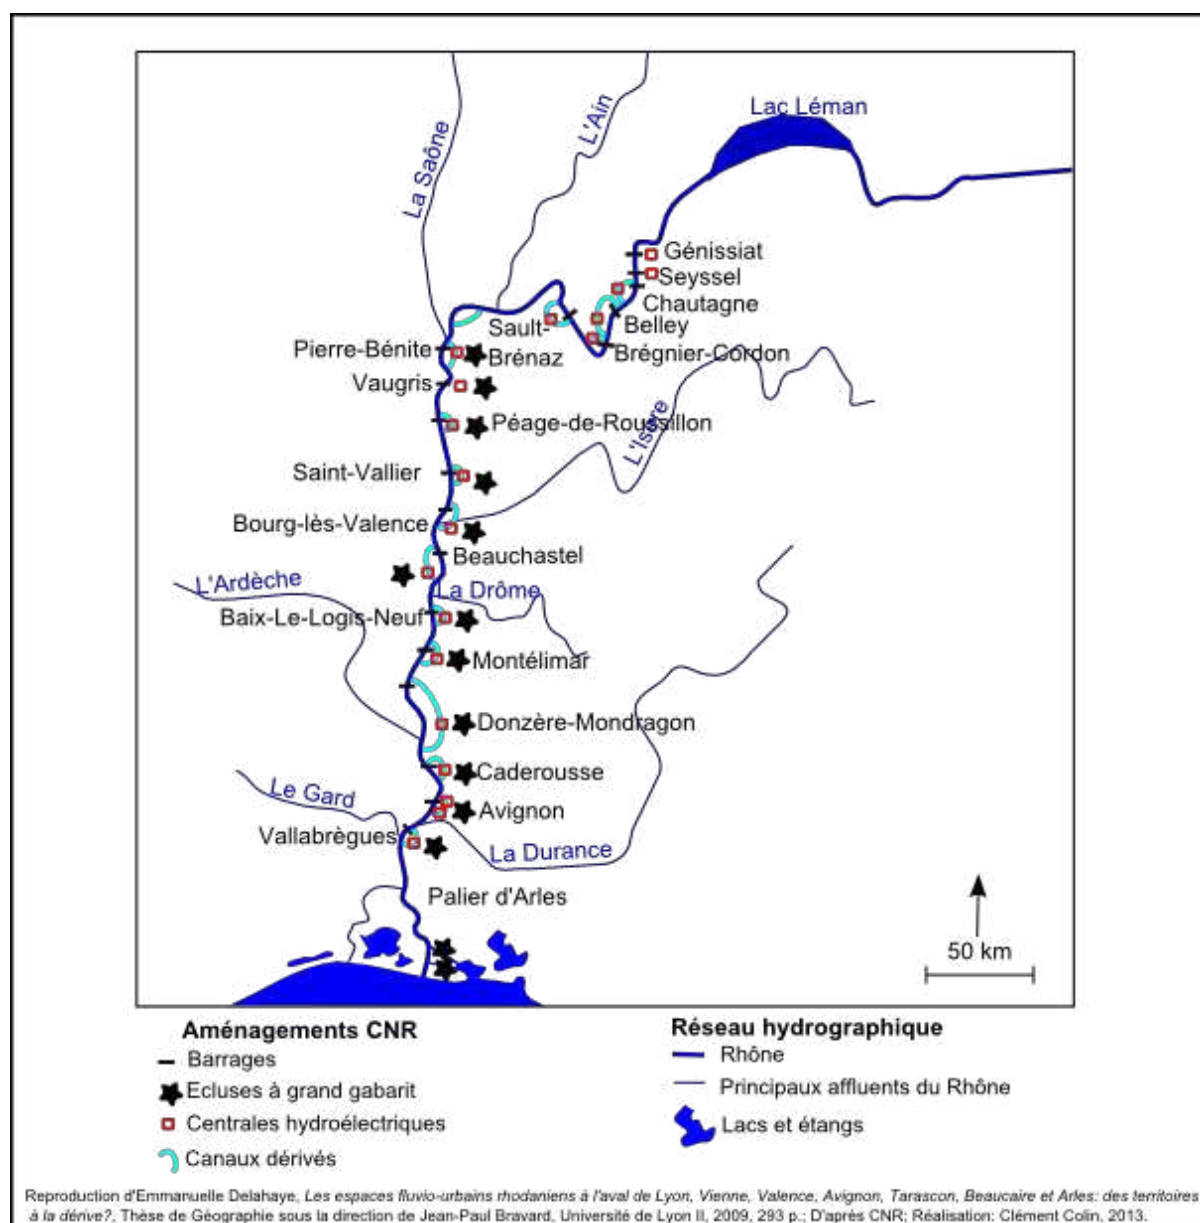 Lac Léman
L'Ain
La Saône
Génissiat
Seyssel
Chautagne
Sault-
Brénaz
Belley
Brégnier-Cordon
Pierre-Bénite
Vaugris
Péage-de-Roussillon
L'Isère
Saint-Vallier
Bourg-lès-Valence
Beauchastel
L'Ardèche
La Drôme
Baix-Le-Logis-Neuf
Montélimar
Donzère-Mondragon
Caderousse
Le Gard
Avignon
Vallabrègues
La Durance
Palier d'Arles
50 km
Aménagements CNR
Barrages
Ecluses à grand gabarit
Centrales hydroélectriques
Canaux dérivés
Réseau hydrographique
Rhône
Principaux affluents du Rhône
Lacs et étangs
Reproduction d'Emmanuelle Delahaye, Les espaces fluvio-urbains rhodaniens à l'aval de Lyon, Vienne, Valence, Avignon, Tarascon, Beaucaire et Arles: des territoires
à la dérive?, Thèse de Géographie sous la direction de Jean-Paul Bravard, Université de Lyon II, 2009, 293 p.; D'après CNR; Réalisation: Clément Colin, 2013.